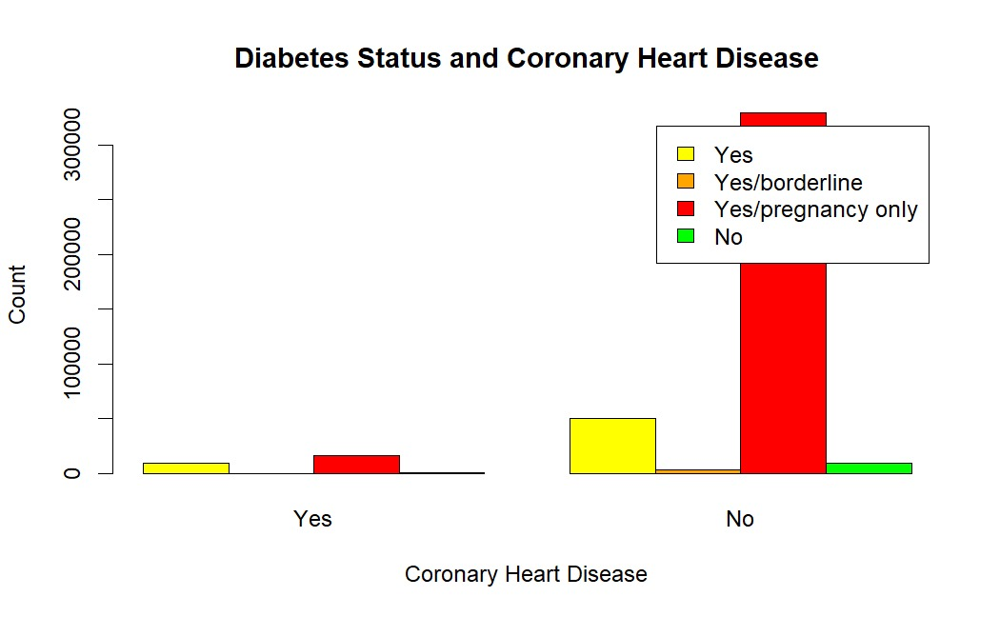 Diabetes Status and Coronary Heart Disease
300000
200000
100000
0
Count
Yes
Yes/borderline
Yes/pregnancy only
No
Yes
No
Coronary Heart Disease